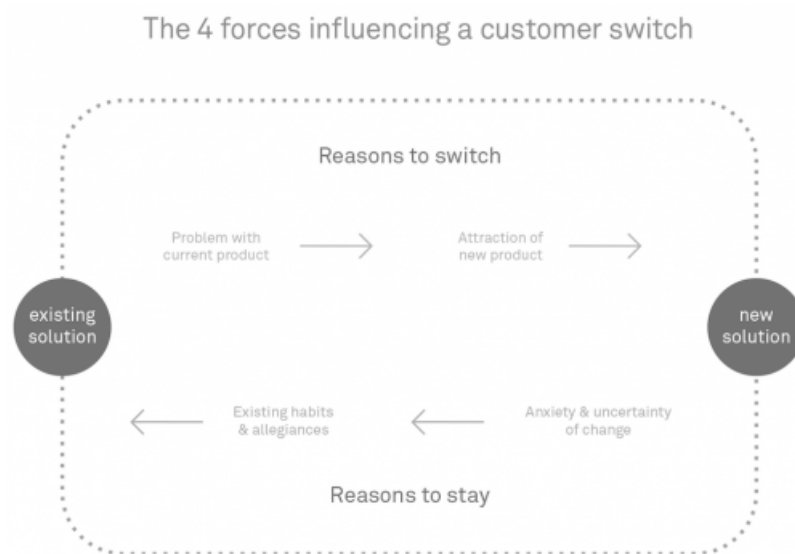 The 4 forces influencing a customer switch
Reasons to switch
Problem with
current product
Attraction of
new product
existing
solution
new
solution
Existing habits
& allegiances
Anxiety & uncertainty
of change
Reasons to stay